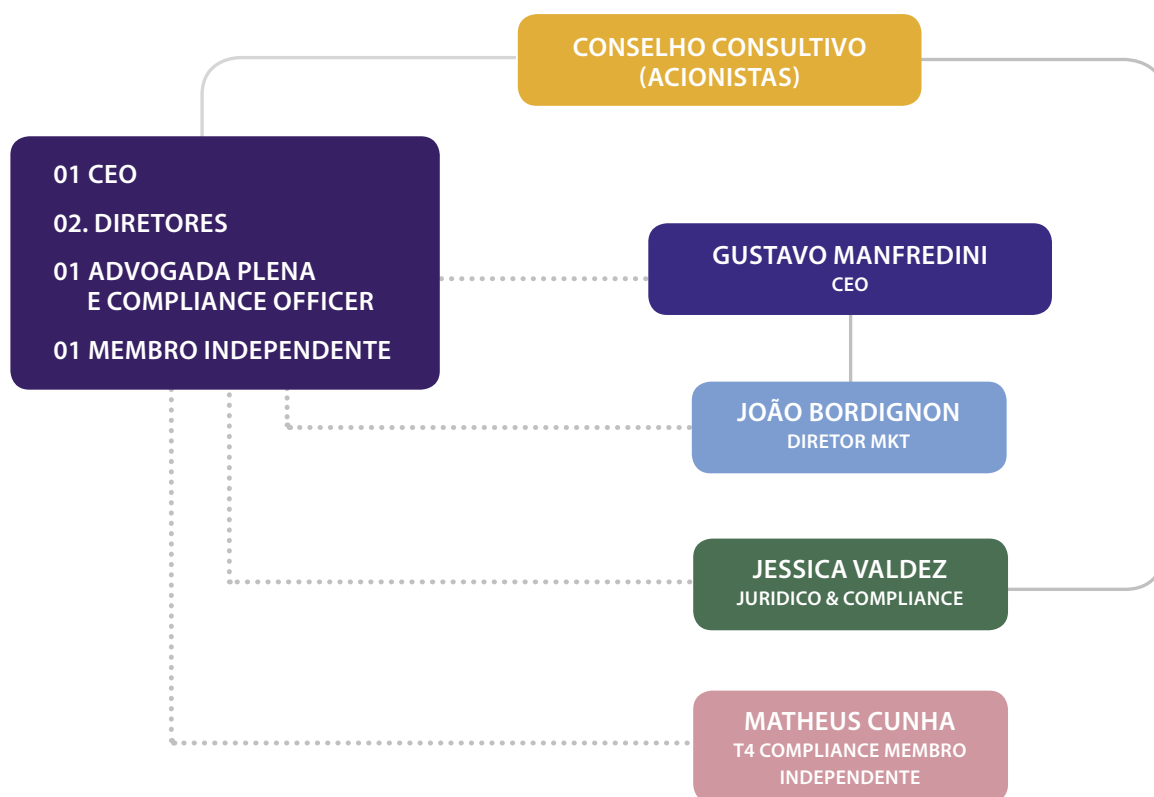 CONSELHO CONSULTIVO
(ACIONISTAS)
01 CEO
02. DIRETORES
01 ADVOGADA PLENA
E COMPLIANCE OFFICER
01 MEMBRO INDEPENDENTE
GUSTAVO MANFREDINI
CEO
JOÃO BORDIGNON
DIRETOR MKT
JESSICA VALDEZ
JURIDICO & COMPLIANCE
MATHEUS CUNHA
T4 COMPLIANCE MEMBRO
INDEPENDENTE